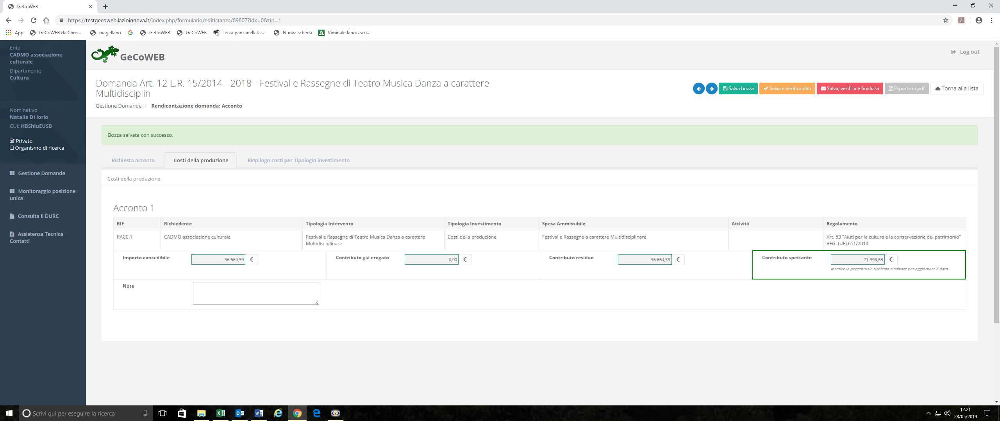 GeCoWEB
https://testgecoweb.lazioinnova.it/index.php/formulario/editIstanza/89807?idx=0&tip=1
App
GeCoWEB da Chro...
magellano
GeCoWEB
GeCoWEB
Terza panzanellata...
Nuova scheda
Viminale lancia scu...
Ente
CADMO associazione
culturale
Dipartimento
Cultura
Nominativo
Natalia Di Iorio
CUI: HBShiuEUSB
Privato
Organismo di ricerca
Gestione Domande
Monitoraggio posizione
unica
Consulta il DURC
Assistenza Tecnica
Contatti
GeCoWEB
Log out
Domanda Art. 12 L.R. 15/2014 - 2018 - Festival e Rassegne di Teatro Musica Danza a carattere
Multidisciplin
Salva bozza
Salva e verifica dati
Salva, verifica e finalizza
Esporta in pdf
Torna alla lista
Gestione Domande / Rendicontazione domanda: Acconto
Bozza salvata con successo.
Richiesta acconto
Costi della produzione
Riepilogo costi per Tipologia investimento
Costi della produzione
Acconto 1
RIF Richiedente Tipologia Intervento Tipologia Investimento Spesa Ammissibile Attività Regolamento
RACC.1 CADMO associazione culturale Festival e Rassegne di Teatro Musica Danza a carattere Costi della produzione Festival e Rassegne a carattere Multidisciplinare Art. 53 "Aiuti per la cultura e la conservazione del patrimonio"
Multidisciplinare REG. (UE) 651/2014
Importo concedibile 36.664,39 € Contributo già erogato 0,00 € Contributo residuo 36.664,39 € Contributo spettante 21.998,63 €
Inserire la percentuale richiesta e salvare per aggiornare il dato
Note
Scrivi qui per eseguire la ricerca
12.21
28/05/2019